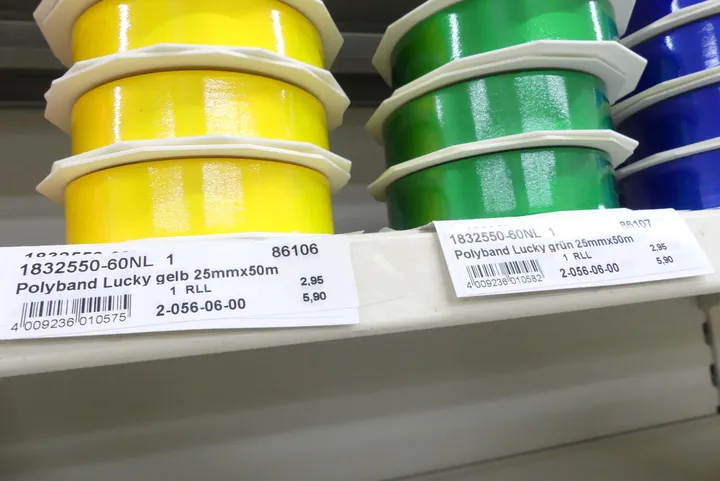 1832550-60NL 1 86106
Polyband Lucky gelb 25mmx50m
1 RLL 2,95
2-056-06-00 5,90
4 009236 010575
1832550-60NL 1 86107
Polyband Lucky grün 25mmx50m
1 RLL 2,95
2-056-06-00 5,90
4 009236 010582